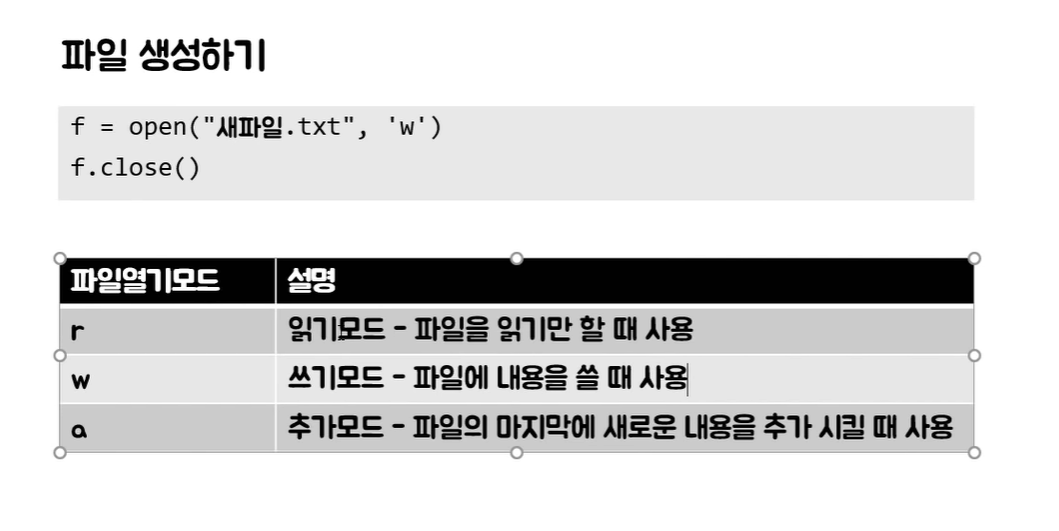 파일 생성하기
f = open("새파일.txt", 'w')
f.close()
파일열기모드 설명
r 읽기모드 - 파일을 읽기만 할 때 사용
w 쓰기모드 - 파일에 내용을 쓸 때 사용
a 추가모드 - 파일의 마지막에 새로운 내용을 추가 시킬 때 사용